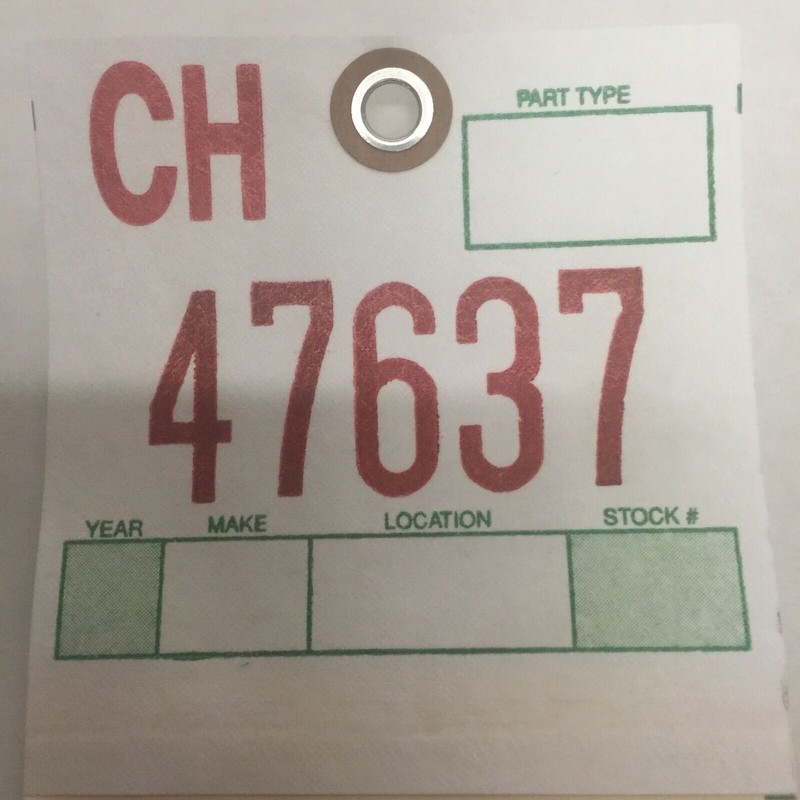 CH
PART TYPE
47637
YEAR MAKE LOCATION STOCK #